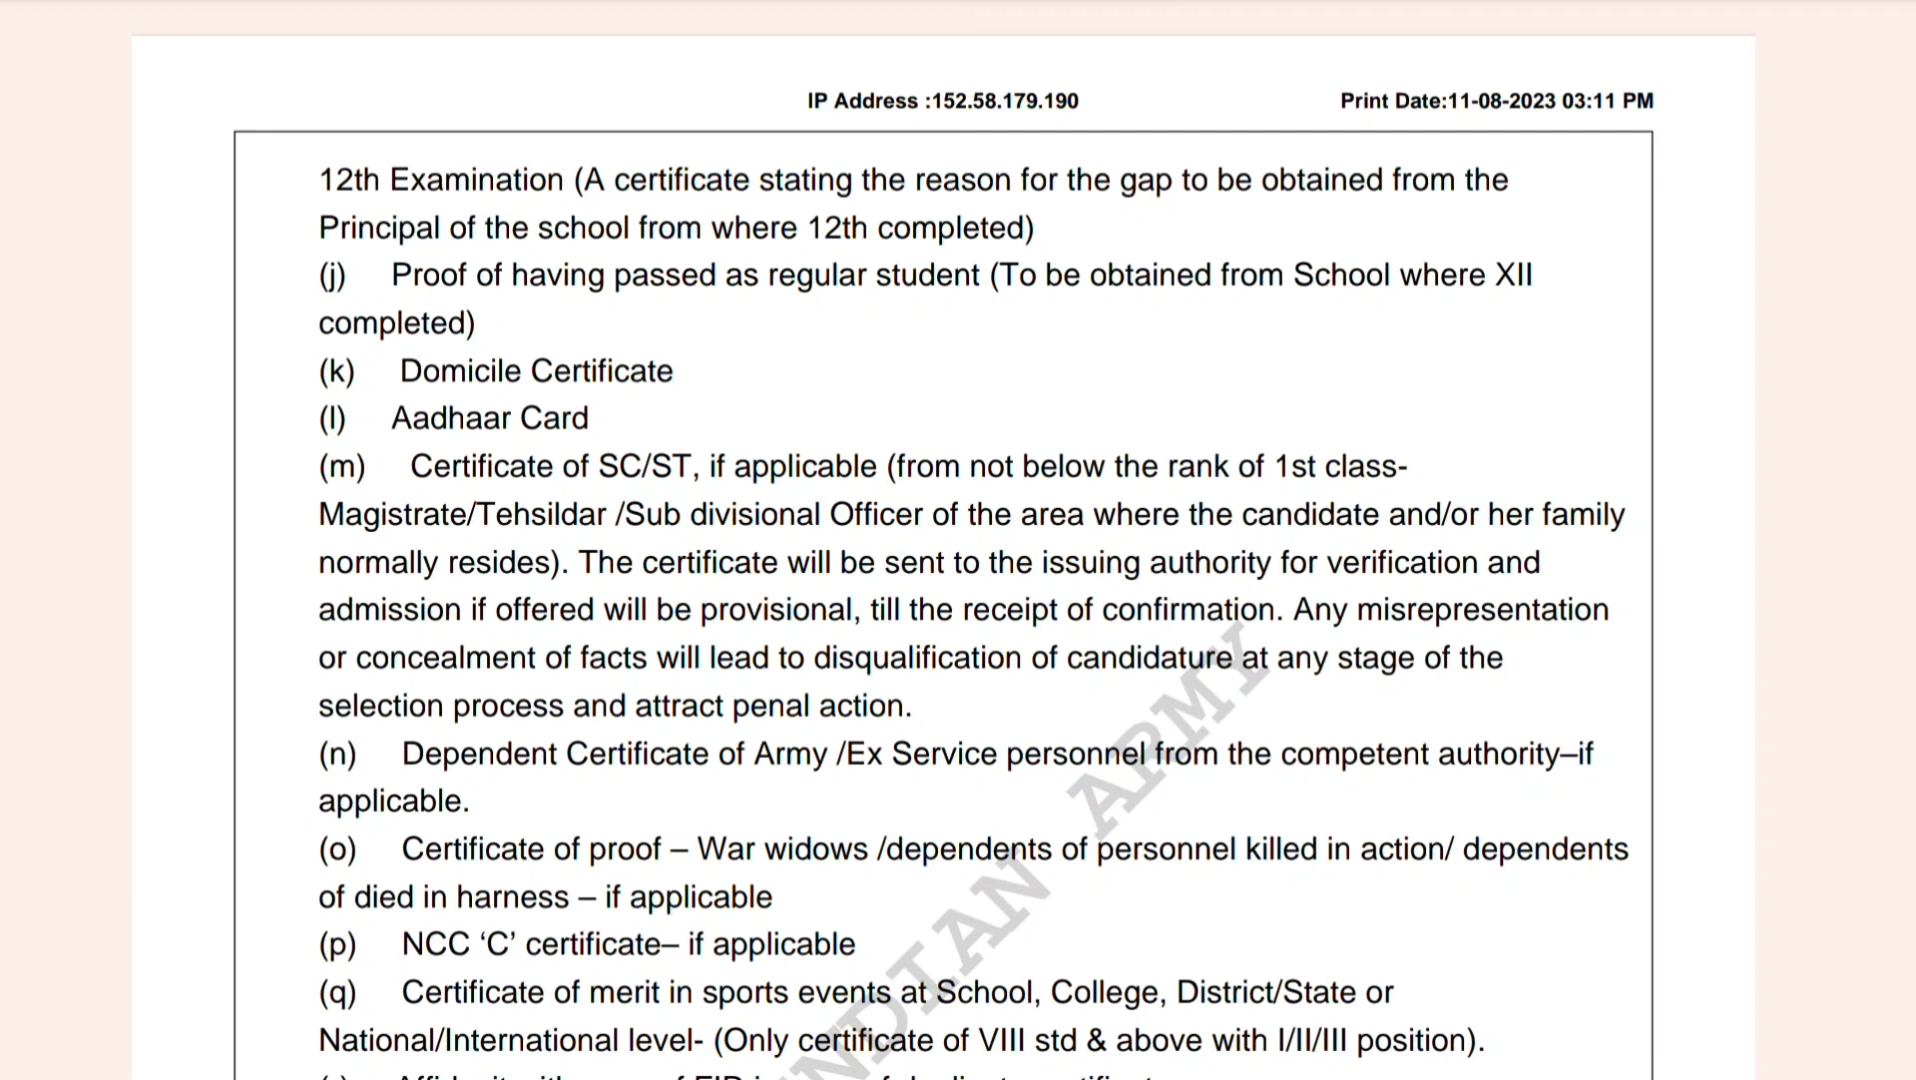 IP Address :152.58.179.190 Print Date:11-08-2023 03:11 PM
12th Examination (A certificate stating the reason for the gap to be obtained from the
Principal of the school from where 12th completed)
(j) Proof of having passed as regular student (To be obtained from School where XII
completed)
(k) Domicile Certificate
(l) Aadhaar Card
(m) Certificate of SC/ST, if applicable (from not below the rank of 1st class-
Magistrate/Tehsildar /Sub divisional Officer of the area where the candidate and/or her family
normally resides). The certificate will be sent to the issuing authority for verification and
admission if offered will be provisional, till the receipt of confirmation. Any misrepresentation
or concealment of facts will lead to disqualification of candidature at any stage of the
selection process and attract penal action.
(n) Dependent Certificate of Army /Ex Service personnel from the competent authority–if
applicable.
(o) Certificate of proof – War widows /dependents of personnel killed in action/ dependents
of died in harness – if applicable
(p) NCC ‘C’ certificate– if applicable
(q) Certificate of merit in sports events at School, College, District/State or
National/International level- (Only certificate of VIII std & above with I/II/III position).
INDIAN ARMY